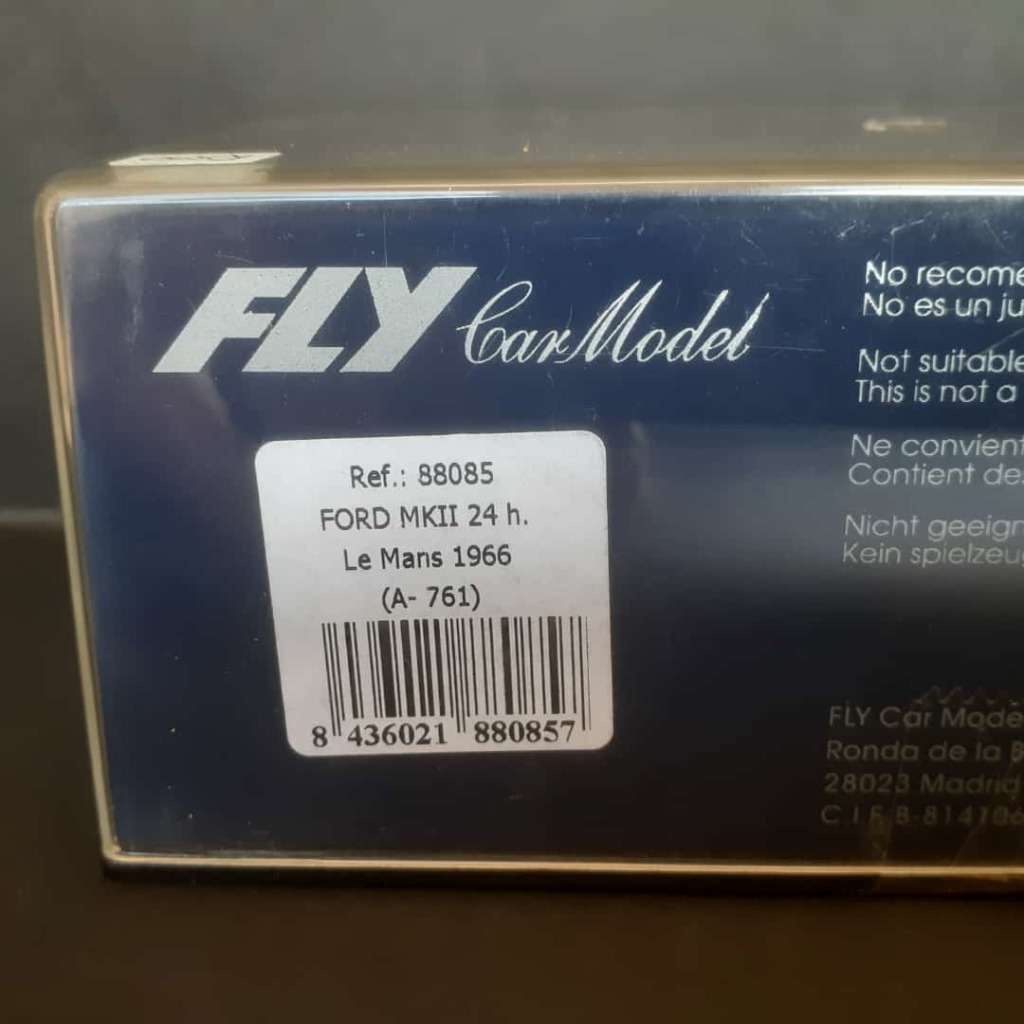 FLY Car Model
Ref.: 88085
FORD MKII 24 h.
Le Mans 1966
(A- 761)
8 436021 880857
No recome
No es un ju
Not suitable
This is not a
Ne convient
Contient de
Nicht geeign
Kein spielzeu
FLY Car Mode
Ronda de la B
28023 Madrid
C.I.F. B-81410